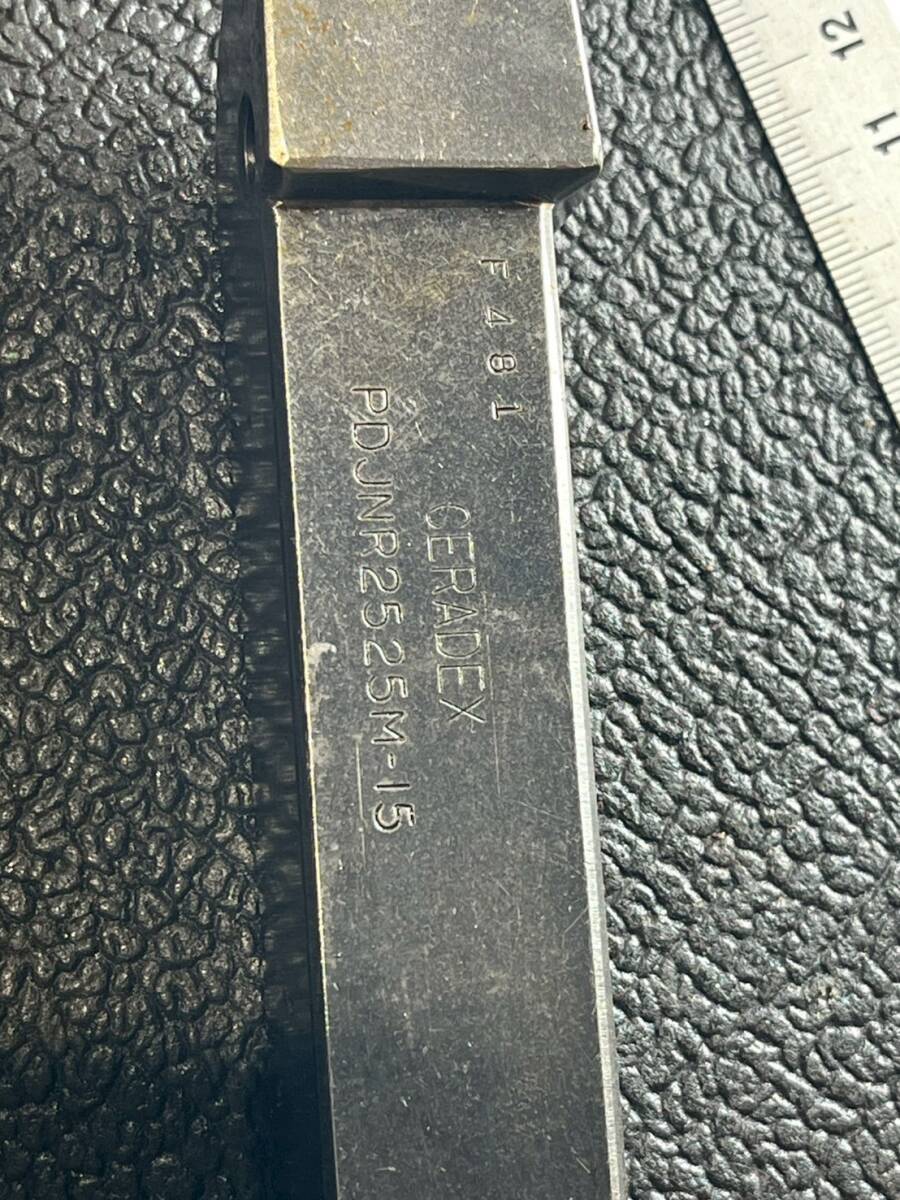 F481
CERADEX
PDJNR2525M-15
12
11